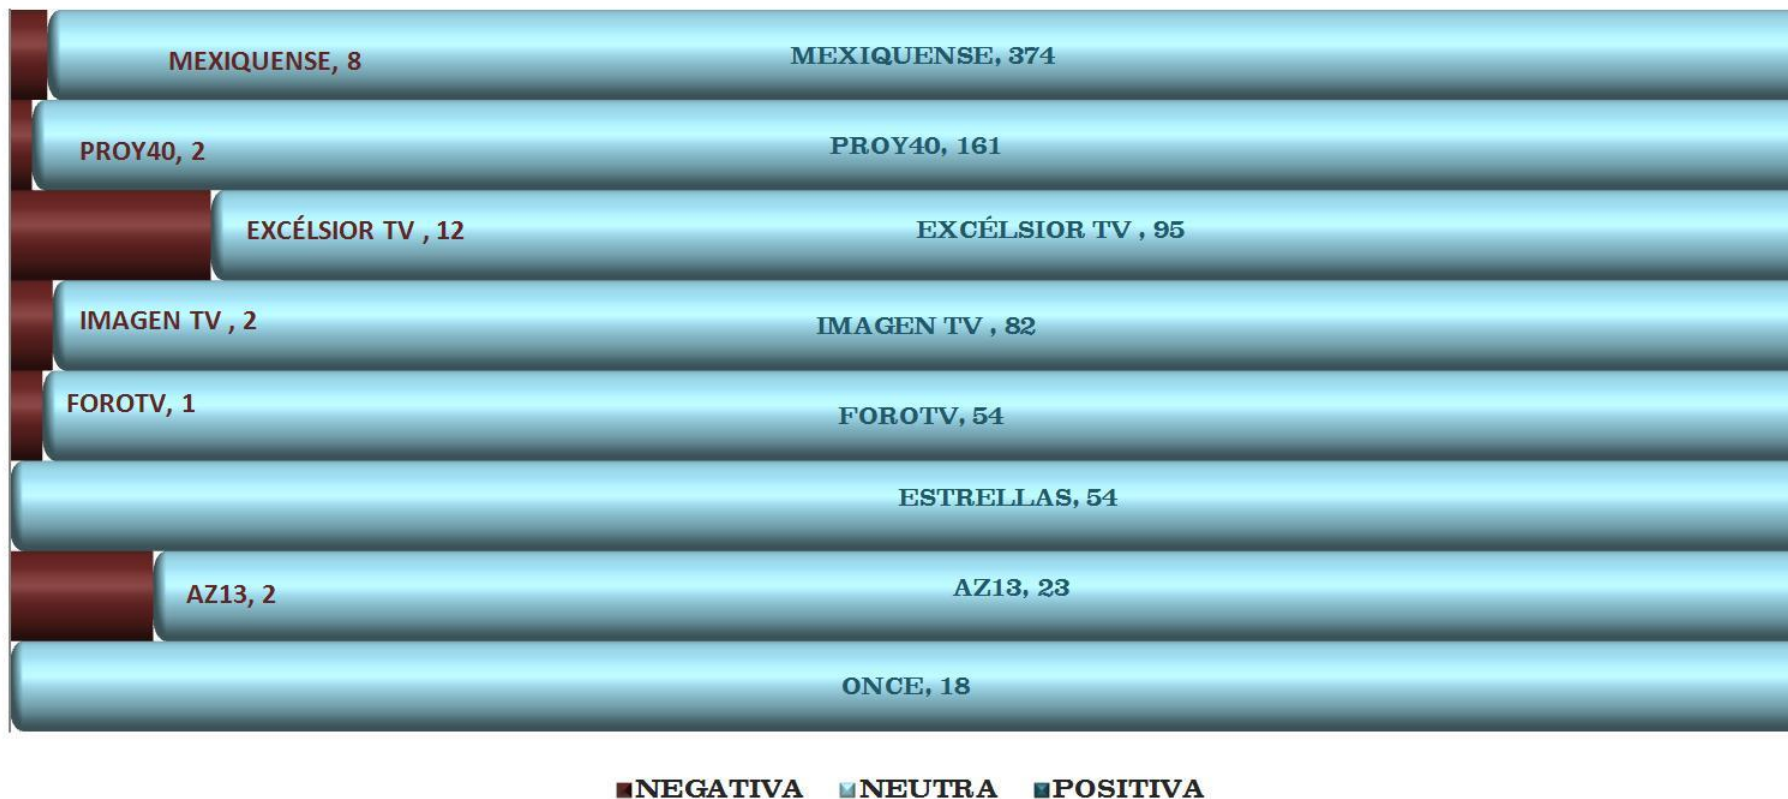 MEXIQUENSE, 8
MEXIQUENSE, 374
PROY40, 2
PROY40, 161
EXCÉLSIOR TV , 12
EXCÉLSIOR TV , 95
IMAGEN TV , 2
IMAGEN TV , 82
FOROTV, 1
FOROTV, 54
ESTRELLAS, 54
AZ13, 2
AZ13, 23
ONCE, 18
NEGATIVA NEUTRA POSITIVA